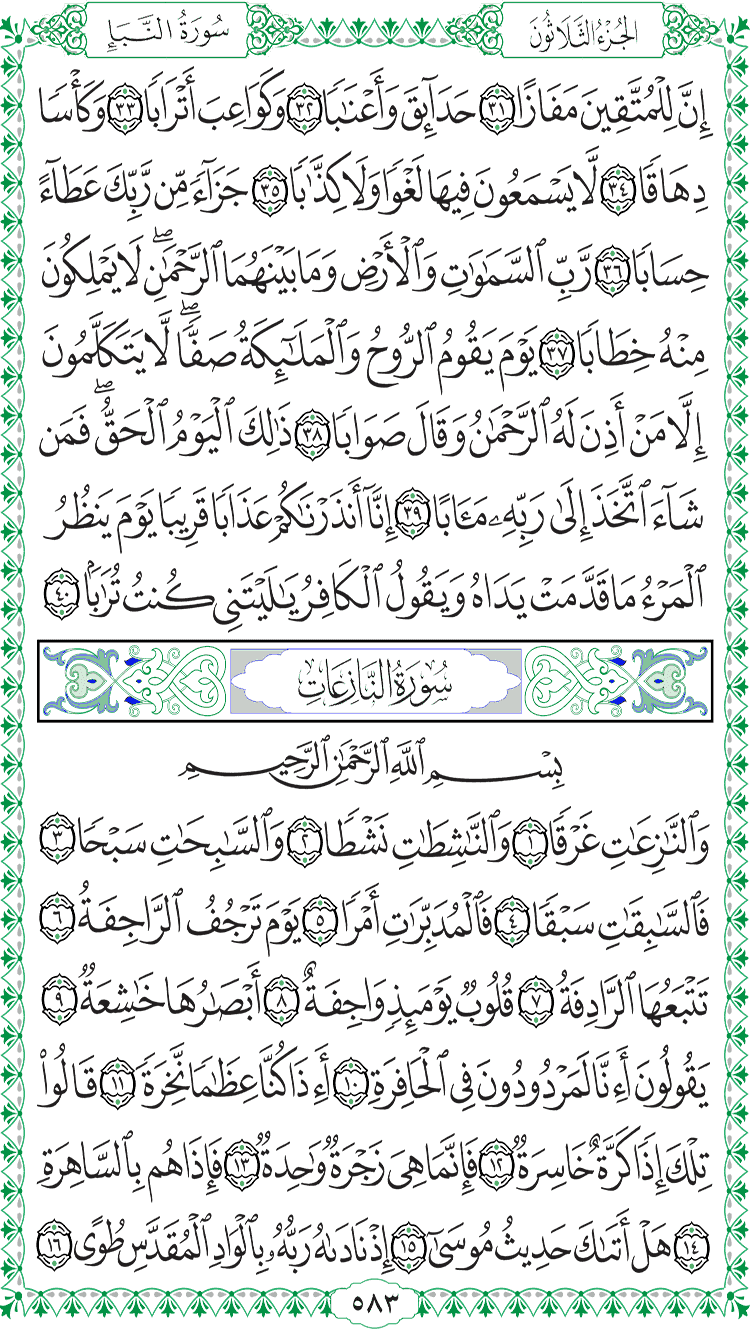 الجُزْءُ الثَّلَاثُونَ
سُورَةُ النَّبَإِ
إِنَّ لِلْمُتَّقِينَ مَفَازًا ٣١ حَدَآئِقَ وَأَعْنَٰبًا ٣٢ وَكَوَاعِبَ أَتْرَابًا ٣٣ وَكَأْسًا
دِهَاقًا ٣٤ لَّا يَسْمَعُونَ فِيهَا لَغْوًا وَلَا كِذَّٰبًا ٣٥ جَزَآءً مِّن رَّبِّكَ عَطَآءً
حِسَابًا ٣٦ رَّبِّ ٱلسَّمَٰوَٰتِ وَٱلْأَرْضِ وَمَا بَيْنَهُمَا ٱلرَّحْمَٰنِۖ لَا يَمْلِكُونَ
مِنْهُ خِطَابًا ٣٧ يَوْمَ يَقُومُ ٱلرُّوحُ وَٱلْمَلَٰٓئِكَةُ صَفًّاۖ لَّا يَتَكَلَّمُونَ
إِلَّا مَنْ أَذِنَ لَهُ ٱلرَّحْمَٰنُ وَقَالَ صَوَابًا ٣٨ ذَٰلِكَ ٱلْيَوْمُ ٱلْحَقُّۖ فَمَن
شَآءَ ٱتَّخَذَ إِلَىٰ رَبِّهِۦ مَـَٔابًا ٣٩ إِنَّآ أَنذَرْنَٰكُمْ عَذَابًا قَرِيبًا يَوْمَ يَنظُرُ
ٱلْمَرْءُ مَا قَدَّمَتْ يَدَاهُ وَيَقُولُ ٱلْكَافِرُ يَٰلَيْتَنِى كُنتُ تُرَٰبًۢا ٤٠
سُورَةُ النَّازِعَاتِ
بِسْمِ ٱللَّهِ ٱلرَّحْمَٰنِ ٱلرَّحِيمِ
وَٱلنَّٰزِعَٰتِ غَرْقًا ١ وَٱلنَّٰشِطَٰتِ نَشْطًا ٢ وَٱلسَّٰبِحَٰتِ سَبْحًا ٣
فَٱلسَّٰبِقَٰتِ سَبْقًا ٤ فَٱلْمُدَبِّرَٰتِ أَمْرًا ٥ يَوْمَ تَرْجُفُ ٱلرَّاجِفَةُ ٦
تَتْبَعُهَا ٱلرَّادِفَةُ ٧ قُلُوبٌ يَوْمَئِذٍ وَاجِفَةٌ ٨ أَبْصَٰرُهَا خَٰشِعَةٌ ٩
يَقُولُونَ أَءِنَّا لَمَرْدُودُونَ فِى ٱلْحَافِرَةِ ١٠ أَءِذَا كُنَّا عِظَٰمًا نَّخِرَةً ١١ قَالُوا۟
تِلْكَ إِذًا كَرَّةٌ خَاسِرَةٌ ١٢ فَإِنَّمَا هِىَ زَجْرَةٌ وَٰحِدَةٌ ١٣ فَإِذَا هُم بِٱلسَّاهِرَةِ
١٤ هَلْ أَتَىٰكَ حَدِيثُ مُوسَىٰٓ ١٥ إِذْ نَادَىٰهُ رَبُّهُۥ بِٱلْوَادِ ٱلْمُقَدَّسِ طُوًى ١٦
٥٨٣